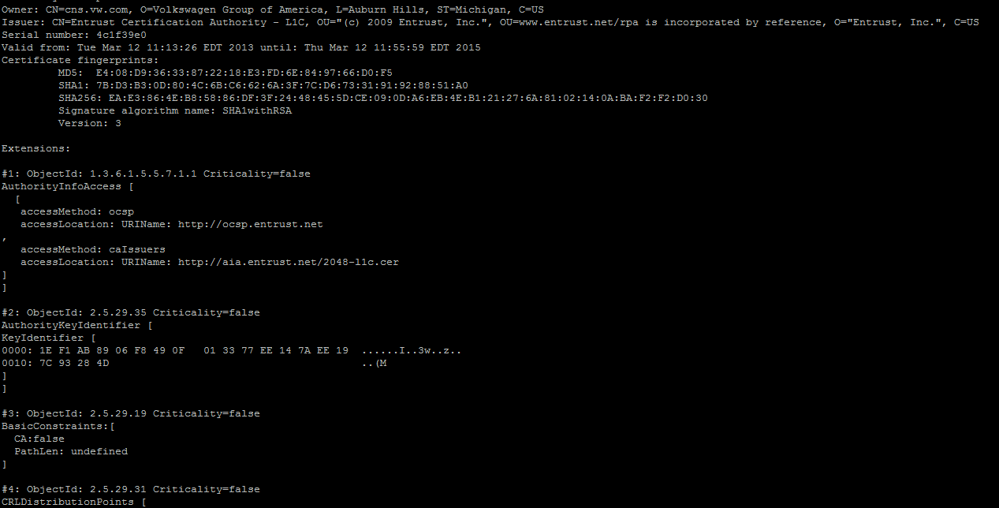 Owner: CN=cns.vw.com, O=Volkswagen Group of America, L=Auburn Hills, ST=Michigan, C=US
Issuer: CN=Entrust Certification Authority - L1C, OU="(c) 2009 Entrust, Inc.", OU=www.entrust.net/rpa is incorporated by reference, O="Entrust, Inc.", C=US
Serial number: 4c1f39e0
Valid from: Tue Mar 12 11:13:26 EDT 2013 until: Thu Mar 12 11:55:59 EDT 2015
Certificate fingerprints:
         MD5:  E4:08:D9:36:33:87:22:18:E3:FD:6E:84:97:66:D0:F5
         SHA1: 7B:D3:B3:0D:80:4C:6B:C6:62:6A:3F:7C:D6:73:31:91:92:88:51:A0
         SHA256: EA:E3:86:4E:B8:58:86:DF:3F:24:48:45:5D:CE:09:0D:A6:EB:4E:B1:21:27:6A:81:02:14:0A:BA:F2:F2:D0:30
         Signature algorithm name: SHA1withRSA
         Version: 3

Extensions:

#1: ObjectId: 1.3.6.1.5.5.7.1.1 Criticality=false
AuthorityInfoAccess [
  [
   accessMethod: ocsp
   accessLocation: URIName: http://ocsp.entrust.net
,
   accessMethod: caIssuers
   accessLocation: URIName: http://aia.entrust.net/2048-l1c.cer
]
]

#2: ObjectId: 2.5.29.35 Criticality=false
AuthorityKeyIdentifier [
KeyIdentifier [
0000: 1E F1 AB 89 06 F8 49 0F   01 33 77 EE 14 7A EE 19  ......I..3w..z..
0010: 7C 93 28 4D                                        ..(M
]
]

#3: ObjectId: 2.5.29.19 Criticality=false
BasicConstraints:[
  CA:false
  PathLen: undefined
]

#4: ObjectId: 2.5.29.31 Criticality=false
CRLDistributionPoints [